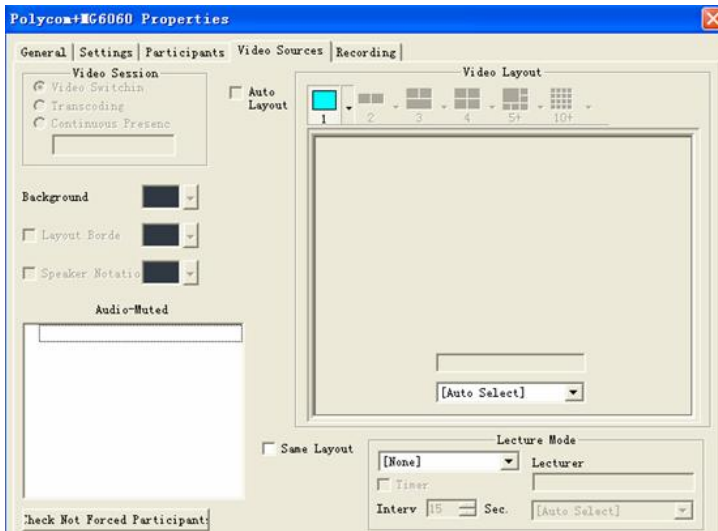 Polycom+MG6060 Properties
General Settings Participants Video Sources Recording
Video Session
Video Switchin
Transcoding
Continuous Presenc
Auto
Layout
Video Layout
1 2 3 4 5+ 10+
Background
Layout Borde
Speaker Notatio
Audio-Muted
[Auto Select]
Same Layout
Lecture Mode
[None]
Lecturer
Timer
Interv 15 Sec. [Auto Select]
Check Not Forced Participant